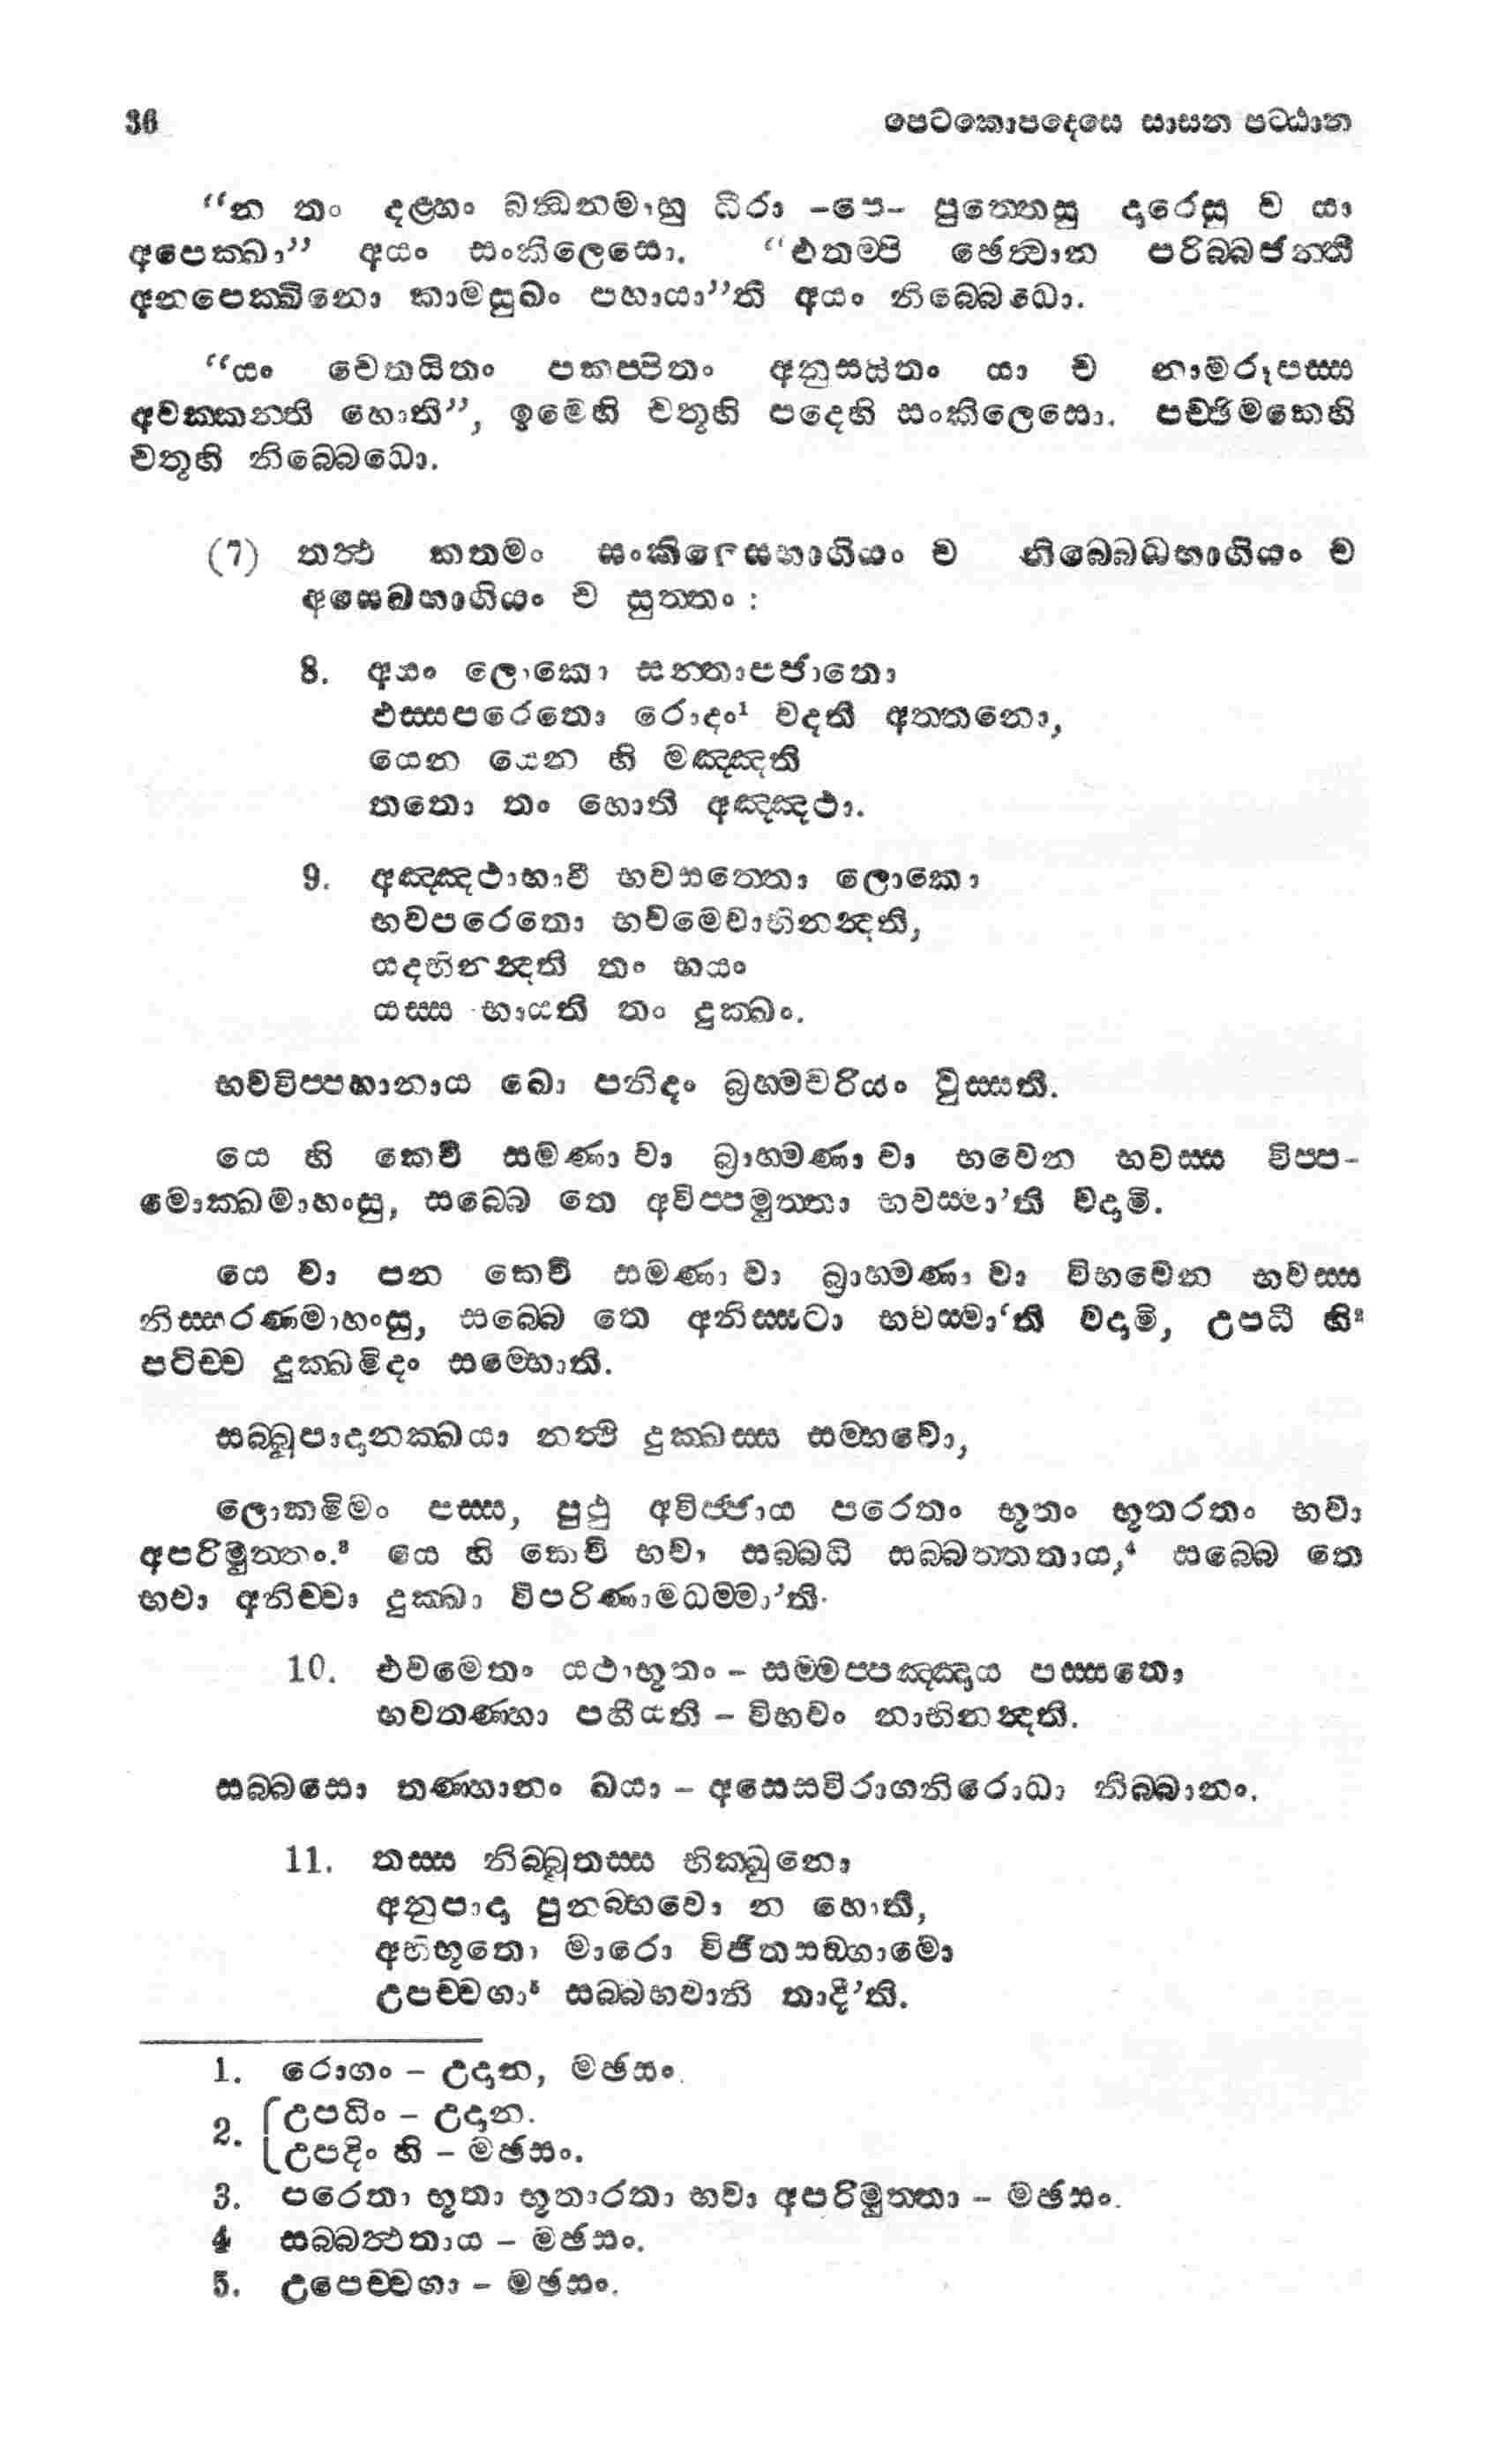 36 පෙටකොපදෙසෙ සාසන පට්ඨාන
“න තං දළ්හං බන්ධනමාහු ධීරා -පෙ- පුත්තෙසු දාරෙසු ච යා
අපෙක්ඛා” අයං සංකිලෙසො. “එතම්පි ඡෙත්වාන පරිබ්බජන්ති
අනපෙක්ඛිනො කාමසුඛං පහායා”ති අයං නිබ්බෙධො.
“යං චෙතයිතං පකප්පිතං අනුසයිතං යා ච නාමරූපස්ස
අවක්කන්ති හොති”, ඉමෙහි චතූහි පදෙහි සංකිලෙසො. පච්ඡිමකෙහි
චතූහි නිබ්බෙධො.
(7) තත්ථ කතමං සංකිලෙසභාගියං ච නිබ්බෙධභාගියං ච
අසෙඛභාගියං ච සුත්තං :
8. අයං ලොකො සන්තාපජාතො
ඵස්සපරෙතො රොදං¹ වදති අත්තනො,
යෙන යෙන හි මඤ්ඤති
තතො තං හොති අඤ්ඤථා.
9. අඤ්ඤථාභාවී භවසත්තො ලොකො
භවපරෙතො භවමෙවාභිනන්දති,
යදභිනන්දති තං භයං
යස්ස භායති තං දුක්ඛං.
භවවිප්පහානාය ඛො පනිදං බ්‍රහ්මචරියං වුස්සති.
යෙ හි කෙචි සමණා වා බ්‍රාහ්මණා වා භවෙන භවස්ස විප්ප-
මොක්ඛමාහංසු, සබ්බෙ තෙ අවිප්පමුත්තා භවස්මා’ති වදාමි.
යෙ වා පන කෙචි සමණා වා බ්‍රාහ්මණා වා විභවෙන භවස්ස
නිස්සරණමාහංසු, සබ්බෙ තෙ අනිස්සටා භවස්මා‘ති වදාමි, උපධී හි²
පටිච්ච දුක්ඛමිදං සම්භොති.
සබ්බූපාදානක්ඛයා නත්ථි දුක්ඛස්ස සම්භවො,
ලොකමිමං පස්ස, පුථු අවිජ්ජාය පරෙතං භූතං භූතරතං භවා
අපරිමුත්තං.³ යෙ හි කෙචි භවා සබ්බධි සබ්බත්තතාය,⁴ සබ්බෙ තෙ
භවා අනිච්චා දුක්ඛා විපරිණාමධම්මා’ති.
10. එවමෙතං යථාභූතං – සම්මප්පඤ්ඤාය පස්සතො
භවතණ්හා පහීයති – විභවං නාභිනන්දති.
සබ්බසො තණ්හානං ඛයා – අසෙසවිරාගනිරොධා නිබ්බානං.
11. තස්ස නිබ්බූතස්ස භික්ඛුනො
අනුපාදා පුනබ්භවො න හොති,
අභිභූතො මාරො විජිතසඞ්ගාමො
උපච්චගා⁵ සබ්බභවානි තාදී’ති.
1. රොගං – උදාන, මඡසං.
2. උපධිං – උදාන.
උපදිං හි – මඡසං.
3. පරෙතා භූතා භූතාරතා භවා අපරිමුත්තා – මඡසං.
4 සබ්බත්ථතාය – මඡසං.
5. උපෙච්චගා – මඡසං.